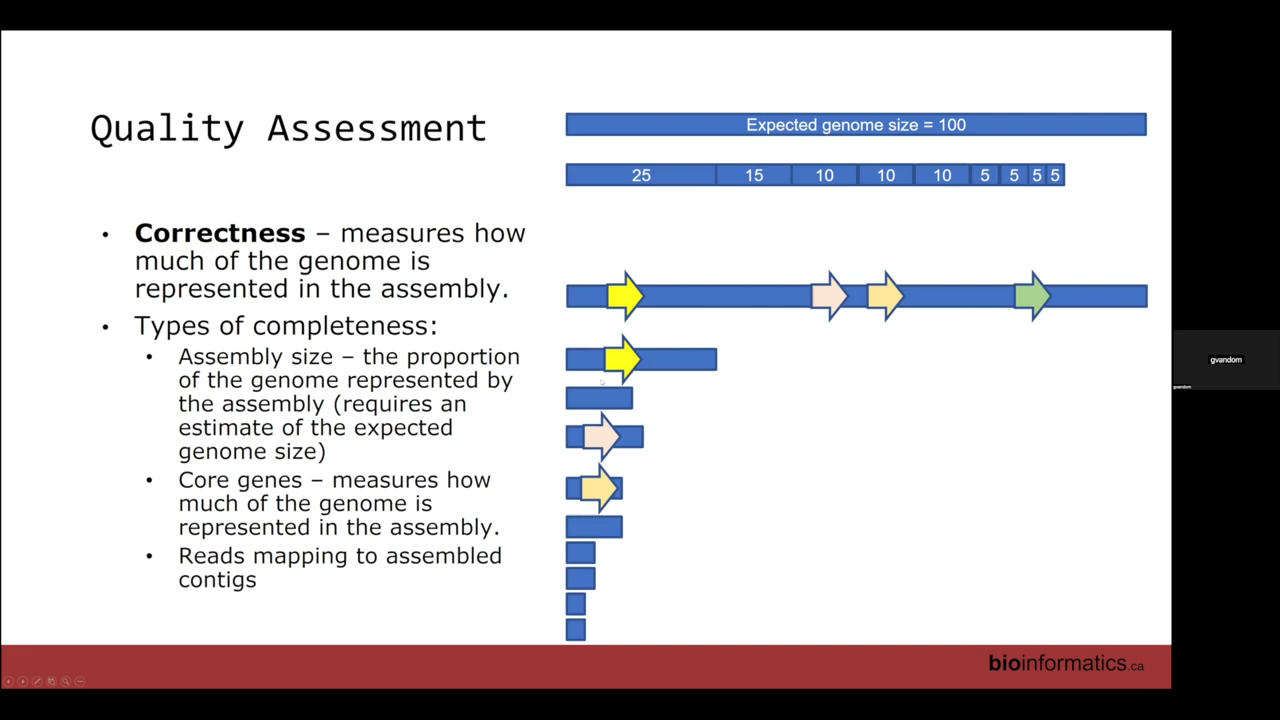 Quality Assessment
Expected genome size = 100
25 15 10 10 10 5 5 5 5
• Correctness – measures how
much of the genome is
represented in the assembly.
• Types of completeness:
• Assembly size – the proportion
of the genome represented by
the assembly (requires an
estimate of the expected
genome size)
• Core genes – measures how
much of the genome is
represented in the assembly.
• Reads mapping to assembled
contigs
gvandom
gvandom
bioinformatics.ca